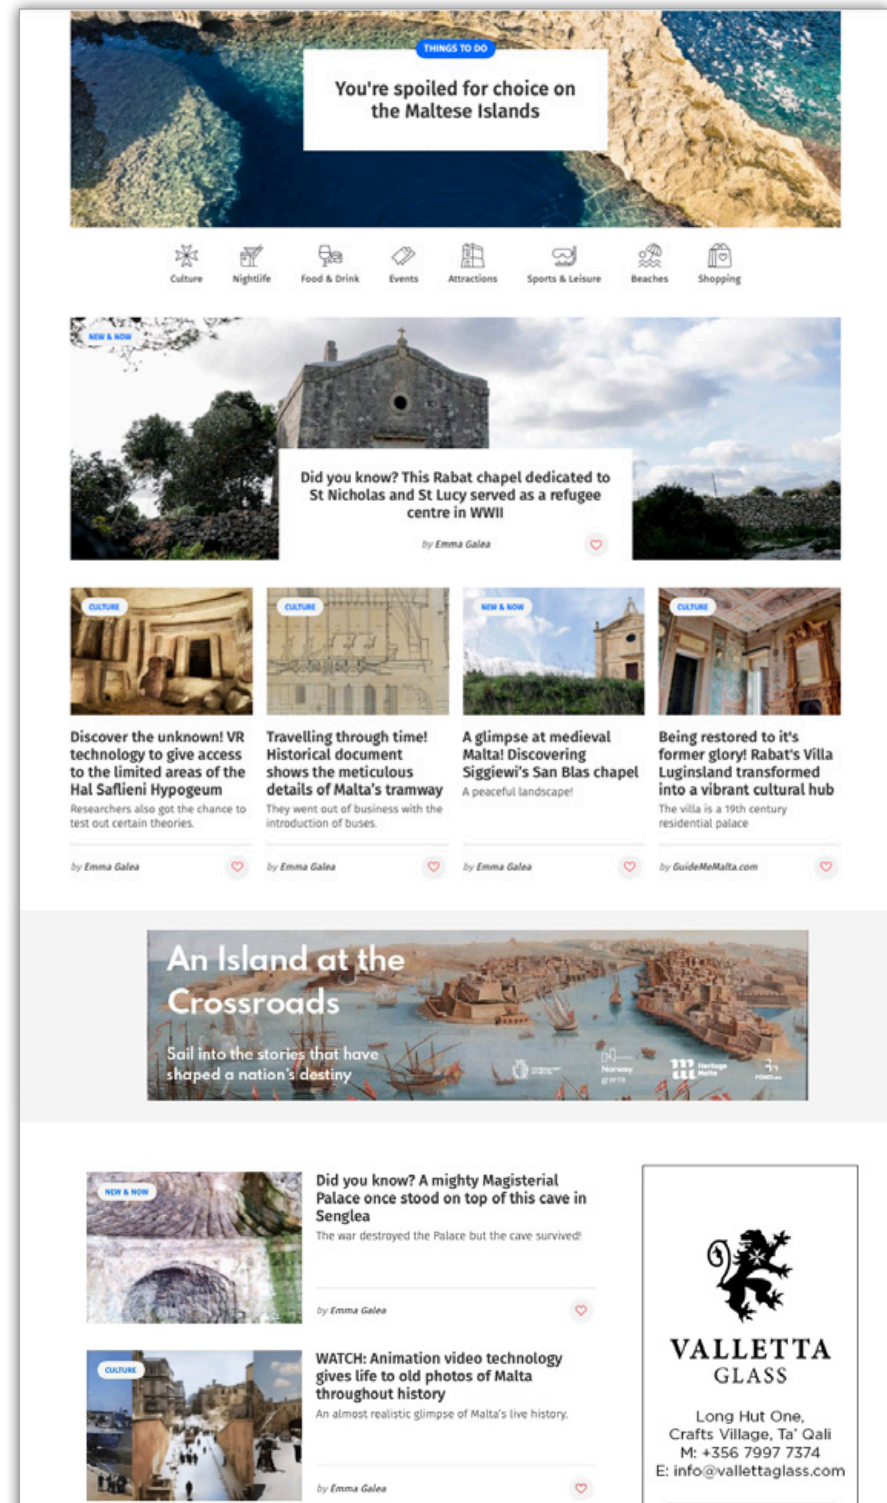 THINGS TO DO
You're spoiled for choice on
the Maltese Islands
Culture
Nightlife
Food & Drink
Events
Attractions
Sports & Leisure
Beaches
Shopping
NEW & NOW
Did you know? This Rabat chapel dedicated to
St Nicholas and St Lucy served as a refugee
centre in WWII
by Emma Galea
CULTURE
Discover the unknown! VR
technology to give access
to the limited areas of the
Hal Saflieni Hypogeum
Researchers also got the chance to
test out certain theories.
by Emma Galea
CULTURE
Travelling through time!
Historical document
shows the meticulous
details of Malta's tramway
They went out of business with the
introduction of buses.
by Emma Galea
NEW & NOW
A glimpse at medieval
Malta! Discovering
Siggiewi's San Blas chapel
A peaceful landscape!
by Emma Galea
CULTURE
Being restored to it's
former glory! Rabat's Villa
Luginsland transformed
into a vibrant cultural hub
The villa is a 19th century
residential palace
by GuideMeMalta.com
An Island at the
Crossroads
Sail into the stories that have
shaped a nation's destiny
Norway
grants
Heritage
Malta
NEW & NOW
Did you know? A mighty Magisterial
Palace once stood on top of this cave in
Senglea
The war destroyed the Palace but the cave survived!
by Emma Galea
CULTURE
WATCH: Animation video technology
gives life to old photos of Malta
throughout history
An almost realistic glimpse of Malta's live history.
by Emma Galea
VALLETTA
GLASS
Long Hut One,
Crafts Village, Ta' Qali
M: +356 7997 7374
E: info@vallettaglass.com